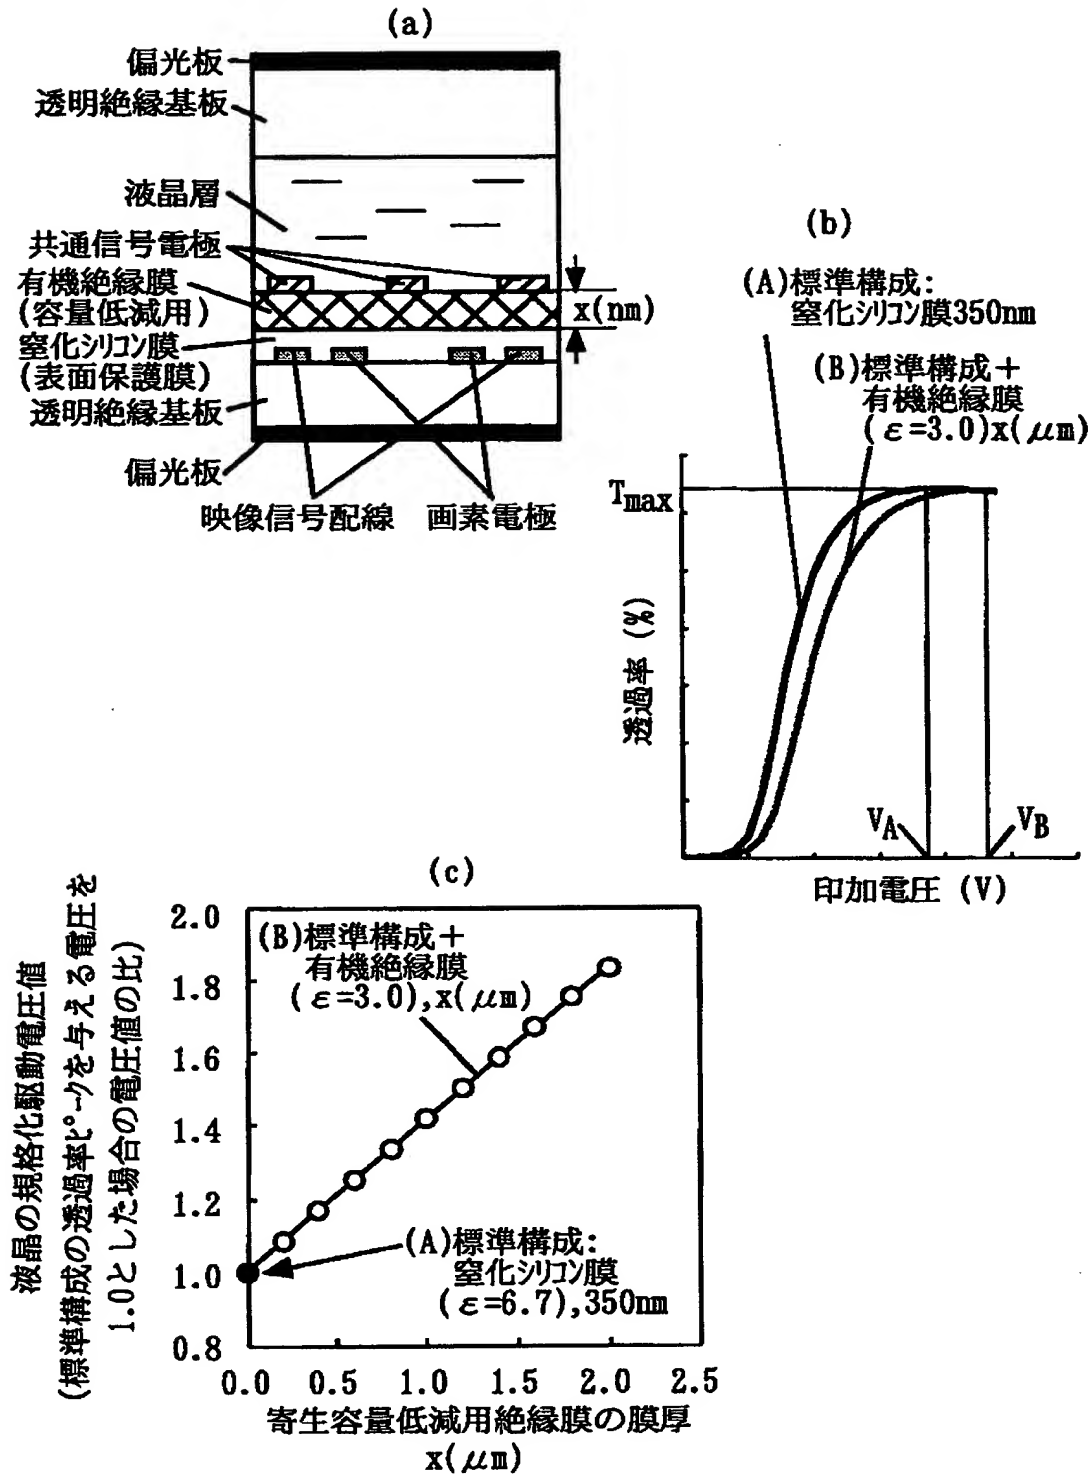 (a)
偏光板
透明絶縁基板
液晶層
共通信号電極
有機絶縁膜
(容量低減用)
窒化シリコン膜
(表面保護膜)
透明絶縁基板
偏光板
x(nm)
映像信号配線
画素電極
(b)
(A)標準構成:
窒化シリコン膜350nm
(B)標準構成+
有機絶縁膜
(ε=3.0)x(μm)
Tmax
透過率 (%)
VA
VB
印加電圧 (V)
(c)
液晶の規格化駆動電圧値
(標準構成の透過率ピークを与える電圧を
1.0とした場合の電圧値の比)
2.0
1.8
1.6
1.4
1.2
1.0
0.8
(B)標準構成+
有機絶縁膜
(ε=3.0),x(μm)
(A)標準構成:
窒化シリコン膜
(ε=6.7),350nm
0.0 0.5 1.0 1.5 2.0 2.5
寄生容量低減用絶縁膜の膜厚
x(μm)